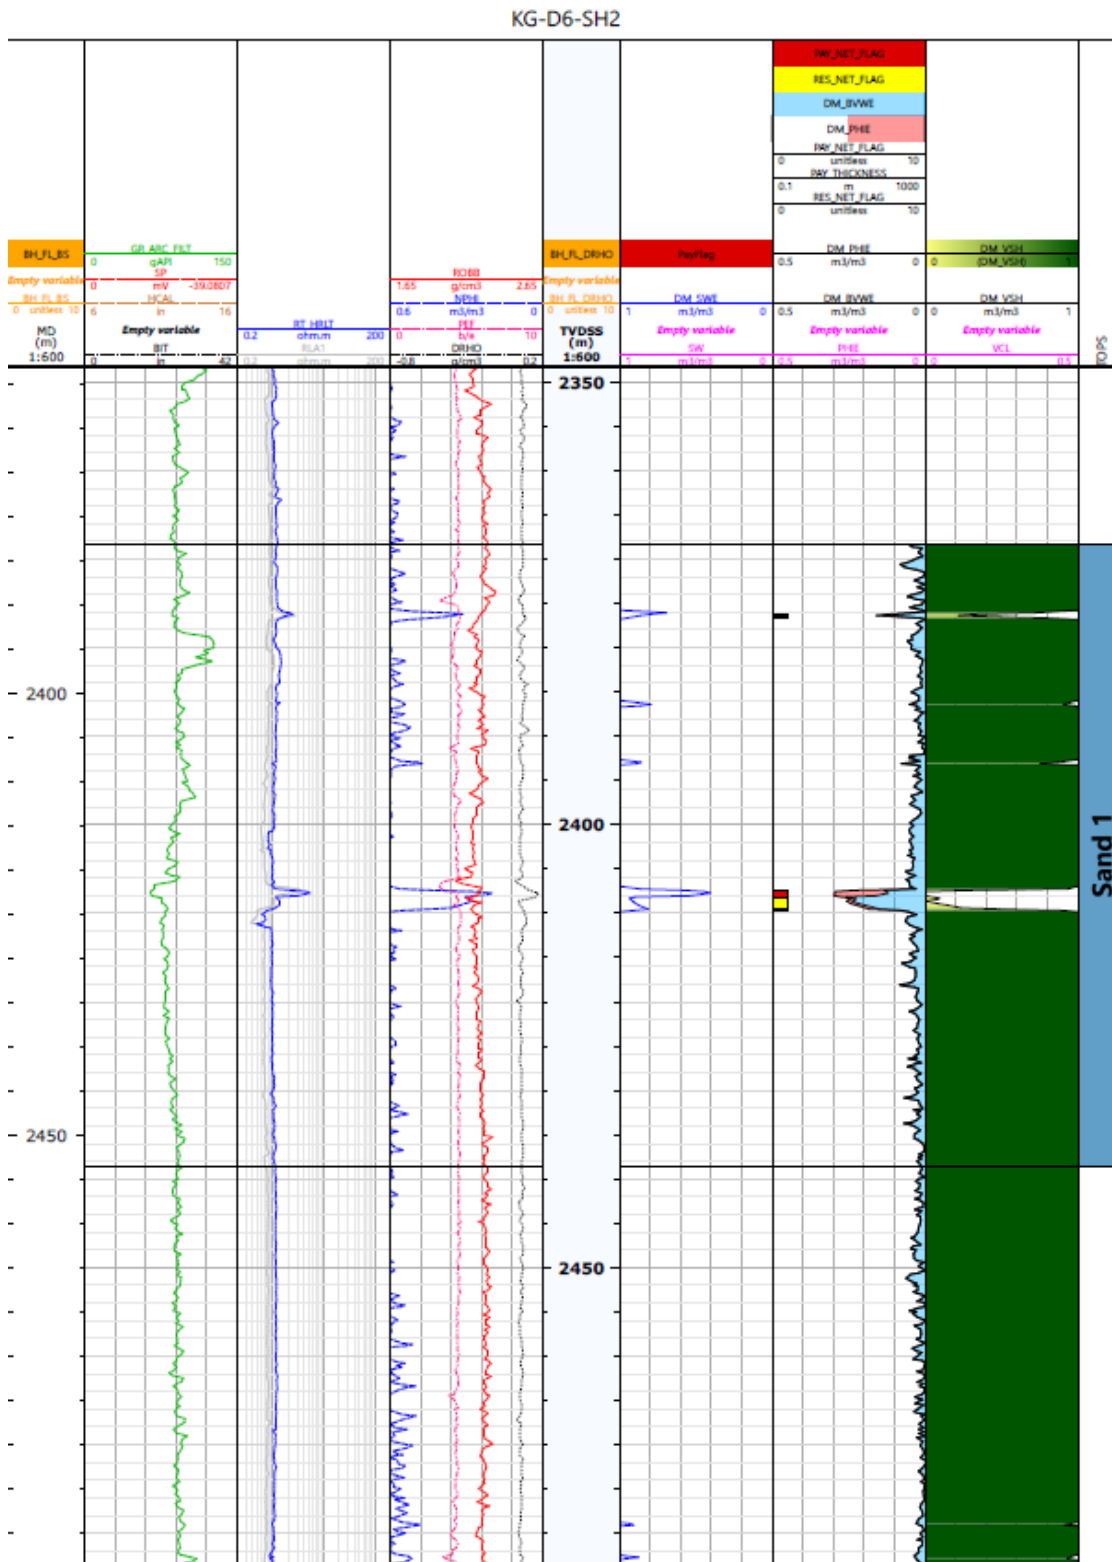 KG-D6-SH2
PAY_NET_FLAG
RES_NET_FLAG
DM_BVWE
DM_PHIE
PAY_NET_FLAG
0 unitless 10
PAY THICKNESS
0.1 m 1000
RES_NET_FLAG
0 unitless 10
BH_FL_BS
GR_ARC_FILT
0 gAPI 150
BH_FL_DRHO
PayFlag
DM_PHIE
0.5 m3/m3 0
DM_VSH
0 (DM_VSH) 1
Empty variable
SP
0 mV -39.0807
ROBB
1.65 g/cm3 2.65
Empty variable
BH_FL_BS
0 unitless 10
HCAL
6 in 16
NPHI
0.6 m3/m3 0
BH_FL_DRHO
0 unitless 10
DM_SWE
1 m3/m3 0
DM_BVWE
0.5 m3/m3 0
DM_VSH
0 m3/m3 1
MD
(m)
1:600
Empty variable
BIT
0 in 42
RT_HRLT
0.2 ohm.m 200
RLA1
0.2 ohm.m 200
PEF
0 b/e 10
DRHO
-0.8 g/cm3 0.2
TVDSS
(m)
1:600
Empty variable
SW
1 m3/m3 0
Empty variable
PHIE
0.5 m3/m3 0
Empty variable
VCL
0 m3/m3 0.5
TOPS
2350
2400
2400
2450
2450
Sand 1